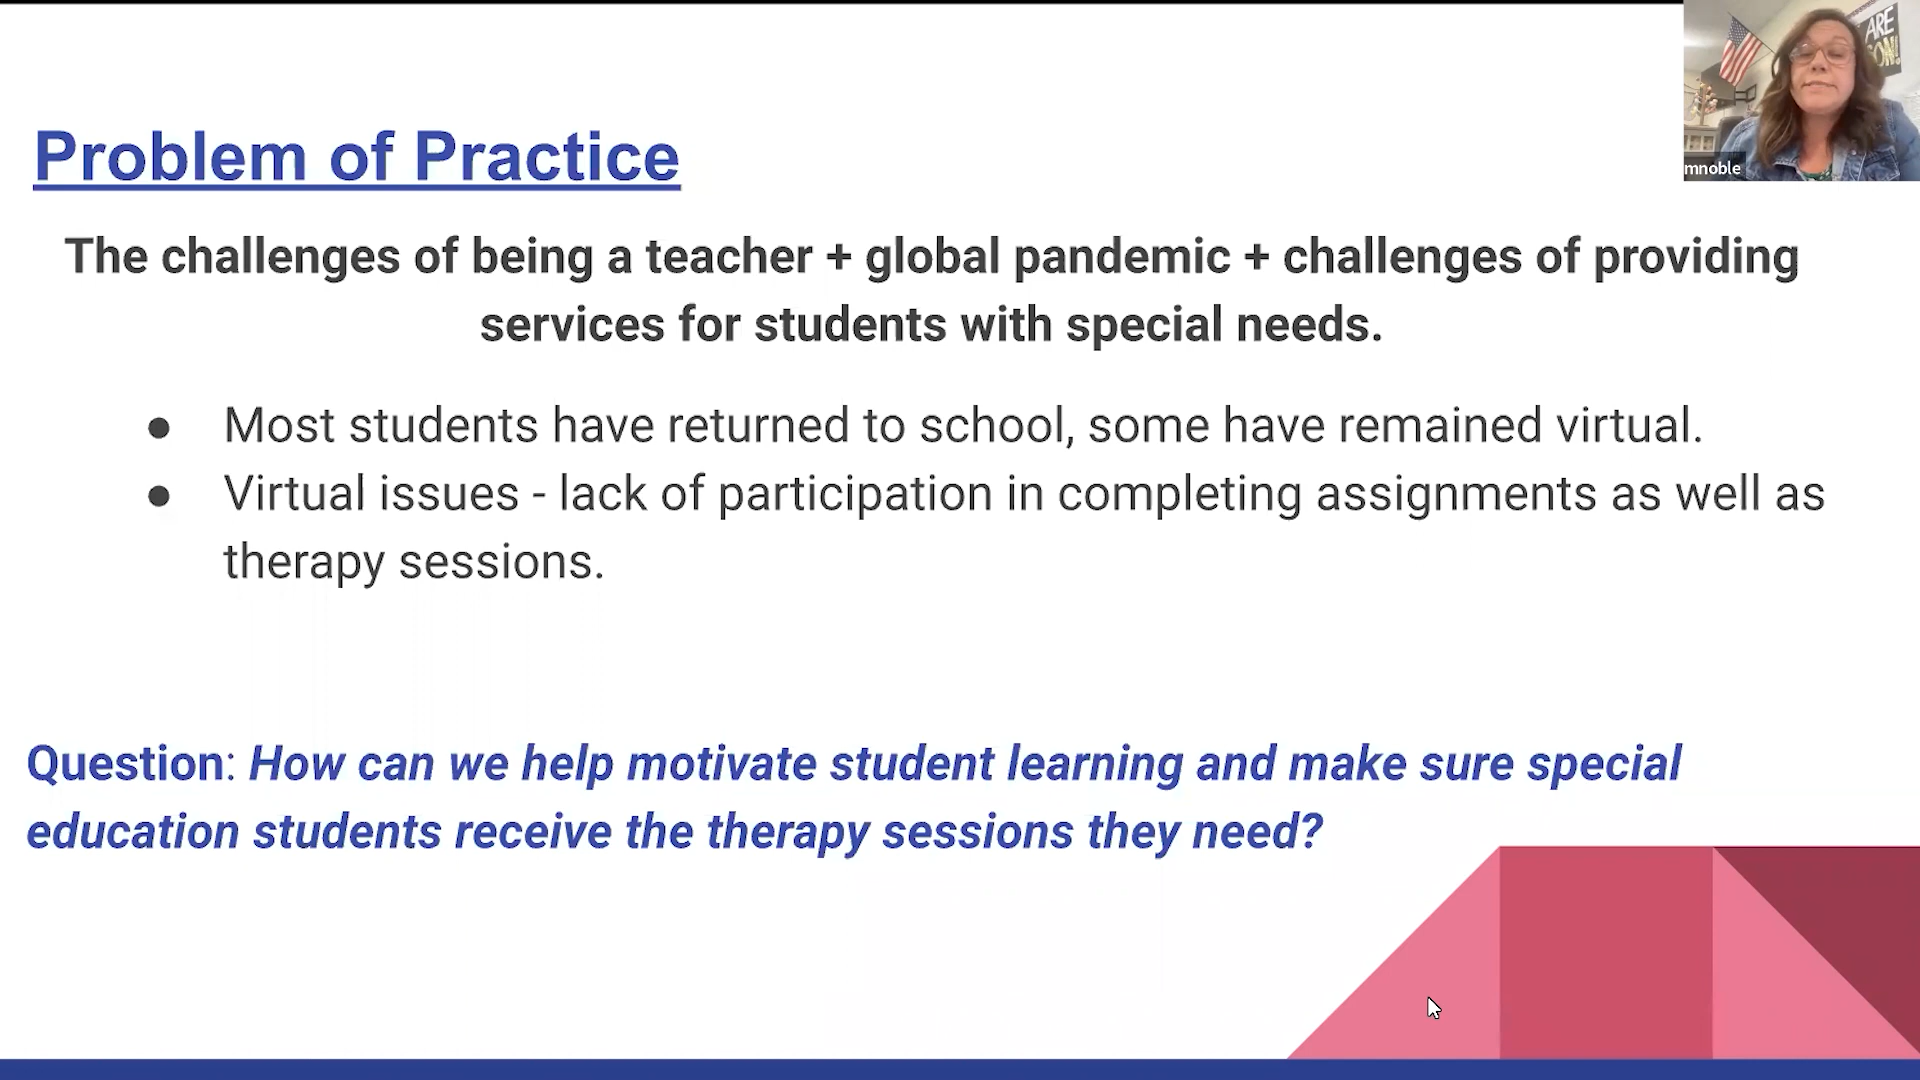 Problem of Practice
The challenges of being a teacher + global pandemic + challenges of providing
services for students with special needs.
● Most students have returned to school, some have remained virtual.
● Virtual issues - lack of participation in completing assignments as well as
therapy sessions.
Question: How can we help motivate student learning and make sure special
education students receive the therapy sessions they need?
ARE
mnoble